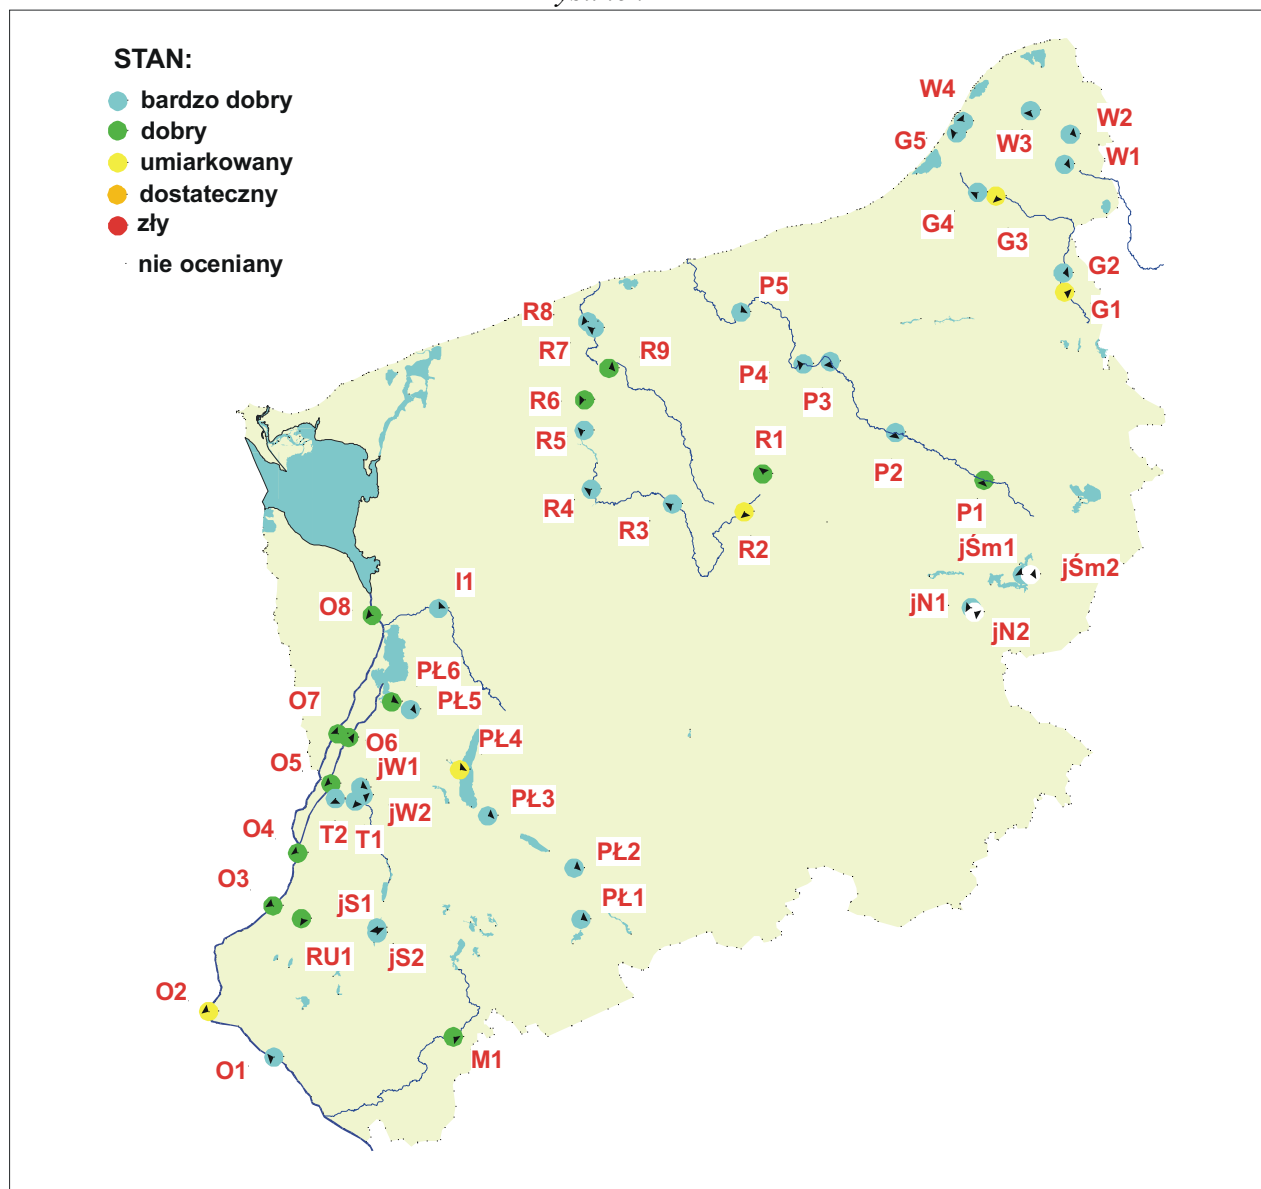 STAN:
bardzo dobry
dobry
umiarkowany
dostateczny
zły
nie oceniany
W4
W2
G5
W3
W1
G4
G3
G2
G1
P5
R8
R7
R9
P4
P3
R6
R5
R1
P2
R4
R3
R2
P1
jŚm1
jŚm2
I1
O8
jN1
jN2
PŁ6
PŁ5
O7
O6
PŁ4
O5
jW1
PŁ3
jW2
O4
T2
T1
PŁ2
O3
jS1
PŁ1
RU1
jS2
O2
O1
M1